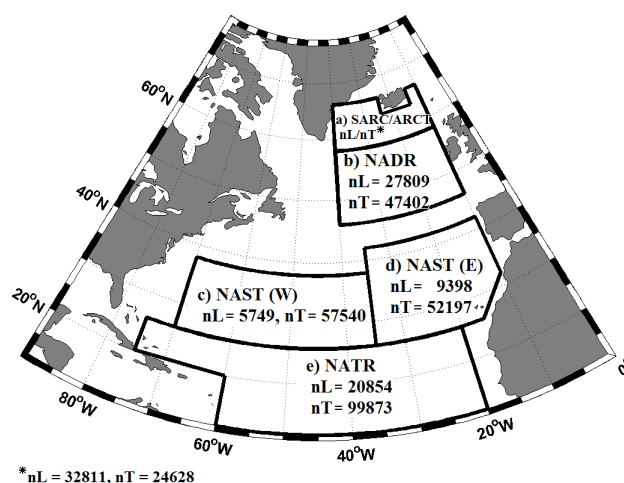 60°N
40°N
20°N
a) SARC/ARCT
nL/nT*
b) NADR
nL = 27809
nT = 47402
c) NAST (W)
nL = 5749, nT = 57540
d) NAST (E)
nL = 9398
nT = 52197
e) NATR
nL = 20854
nT = 99873
80°W
60°W
40°W
20°W
*nL = 32811, nT = 24628